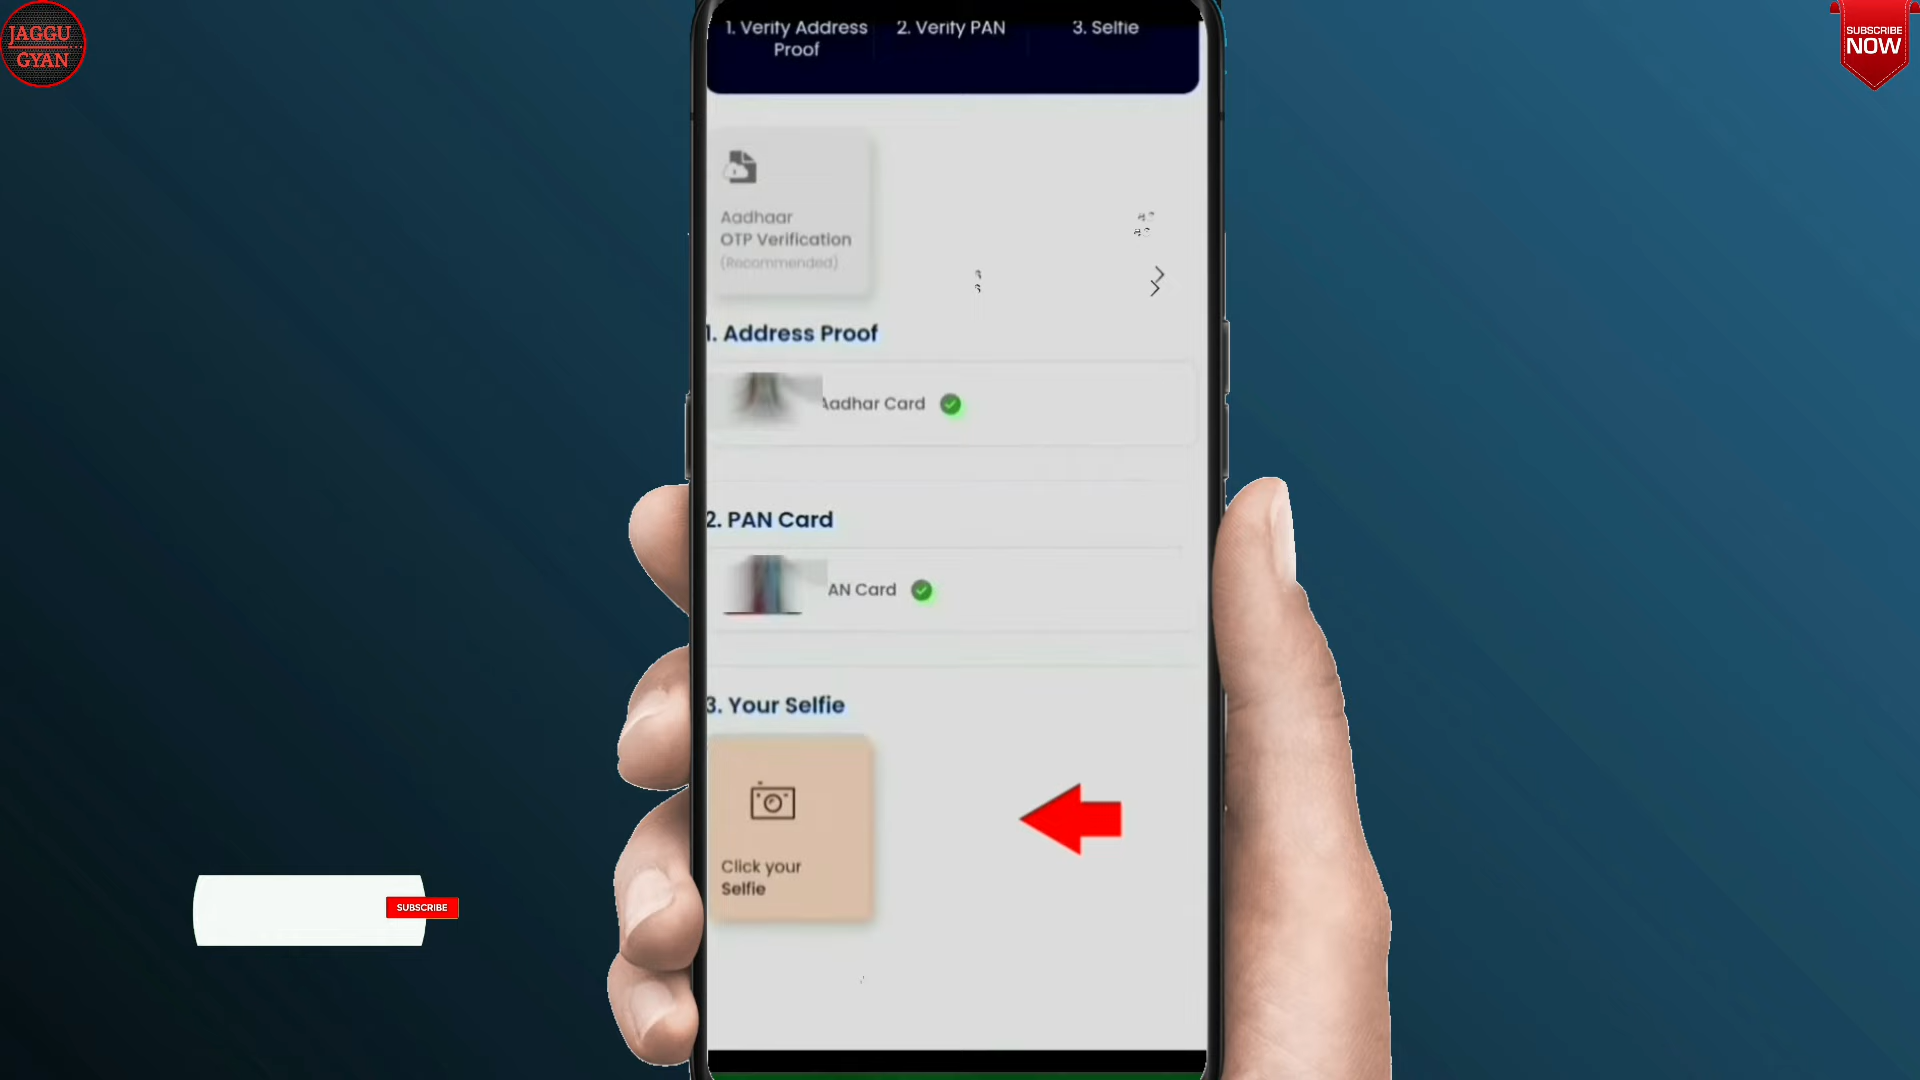 JAGGU
GYAN
SUBSCRIBE
NOW
1. Verify Address
Proof
2. Verify PAN
3. Selfie
Aadhaar
OTP Verification
(Recommended)
1. Address Proof
Aadhar Card
2. PAN Card
AN Card
3. Your Selfie
Click your
Selfie
SUBSCRIBE